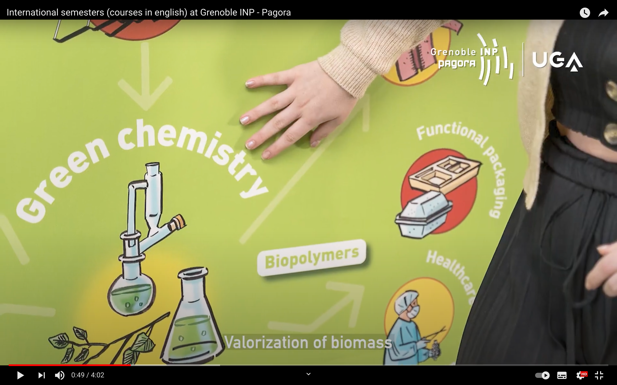 International semesters (courses in english) at Grenoble INP - Pagora
Grenoble INP
PAGORA
UGA
Green chemistry
Functional packaging
Biopolymers
Healthcare
Valorization of biomass
0:49 / 4:02